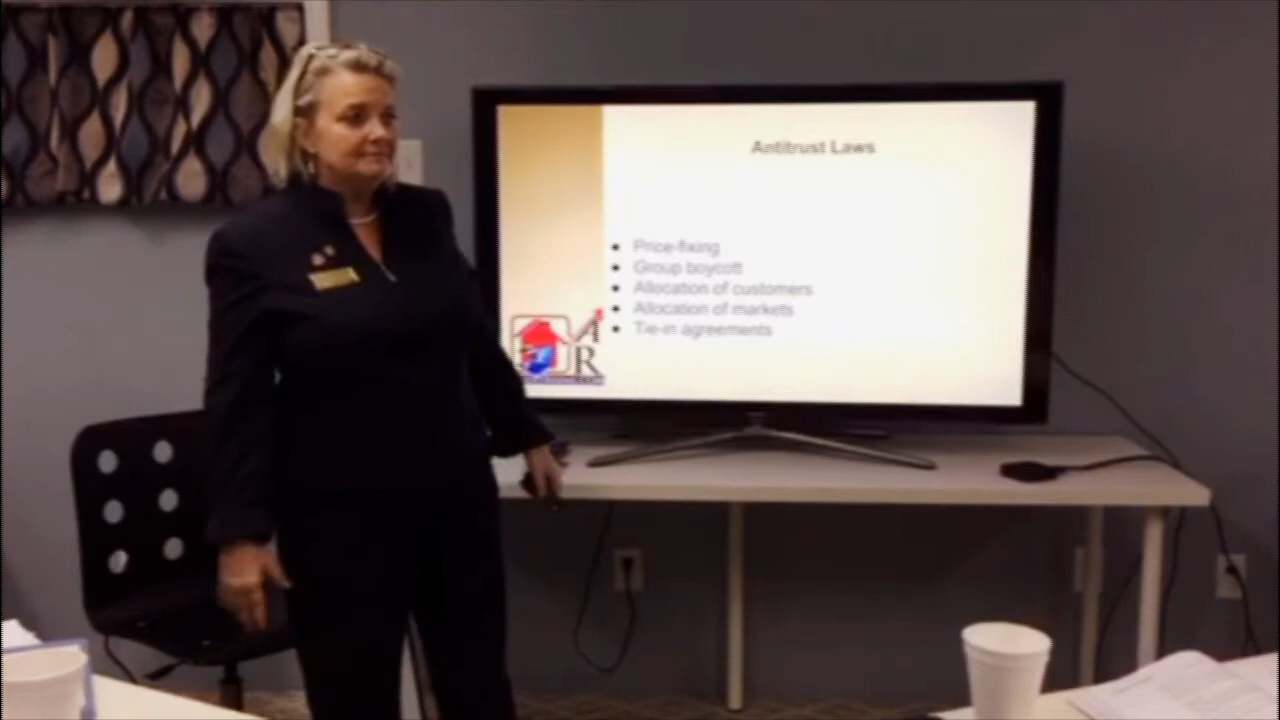 Antitrust Laws
• Price-fixing
• Group boycott
• Allocation of customers
• Allocation of markets
• Tie-in agreements
A
R